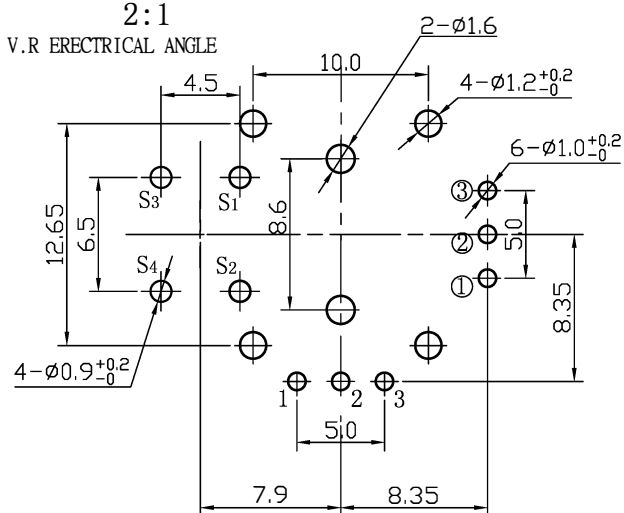 2:1
V.R ERECTRICAL ANGLE
2-ø1.6
10.0
4.5
4-ø1.2+0.2 -0
6-ø1.0+0.2 -0
③
S3
S1
12.65
6.5
8.6
5.0
②
S4
S2
①
8.35
4-ø0.9+0.2 -0
1
2
3
5.0
7.9
8.35